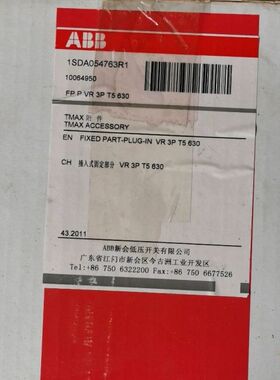 ABB
1SDA054763R1
10064950
FP P VR 3P T5 630
TMAX 附 件
TMAX ACCESSORY
EN FIXED PART-PLUG-IN VR 3P T5 630
CH 插入式固定部分 VR 3P T5 630
43.2011
ABB新会低压开关有限公司
广东省江门市新会区今古洲工业开发区
Tel:+86 750 6322200 Fax:+86 750 6677526